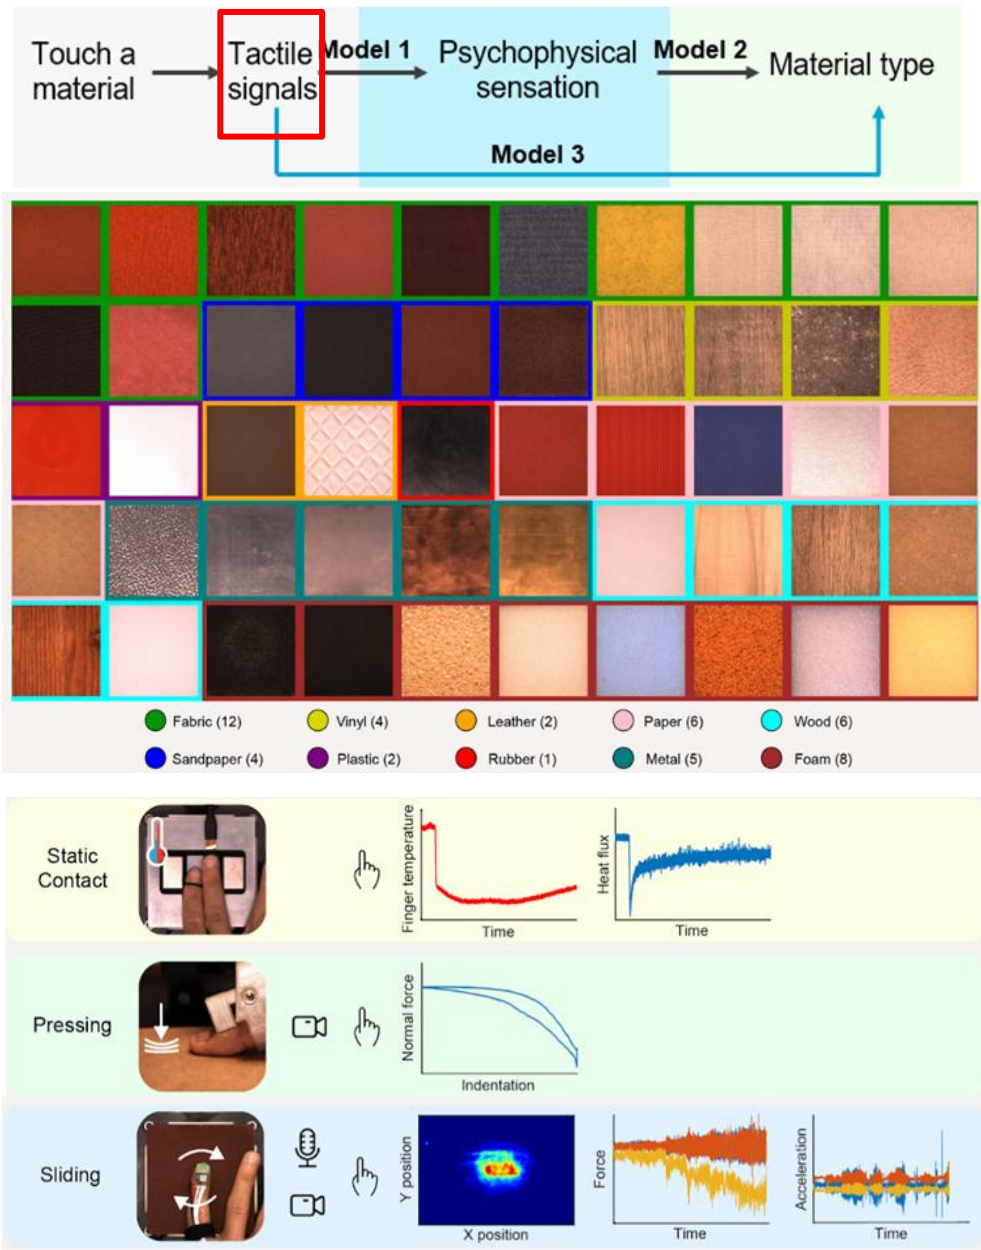 Touch a
material
Tactile
signals
Model 1
Psychophysical
sensation
Model 2
Material type
Model 3
Fabric (12)
Vinyl (4)
Leather (2)
Paper (6)
Wood (6)
Sandpaper (4)
Plastic (2)
Rubber (1)
Metal (5)
Foam (8)
Static
Contact
Finger temperature
Time
Heat flux
Time
Pressing
Normal force
Indentation
Sliding
Y position
X position
Force
Time
Acceleration
Time